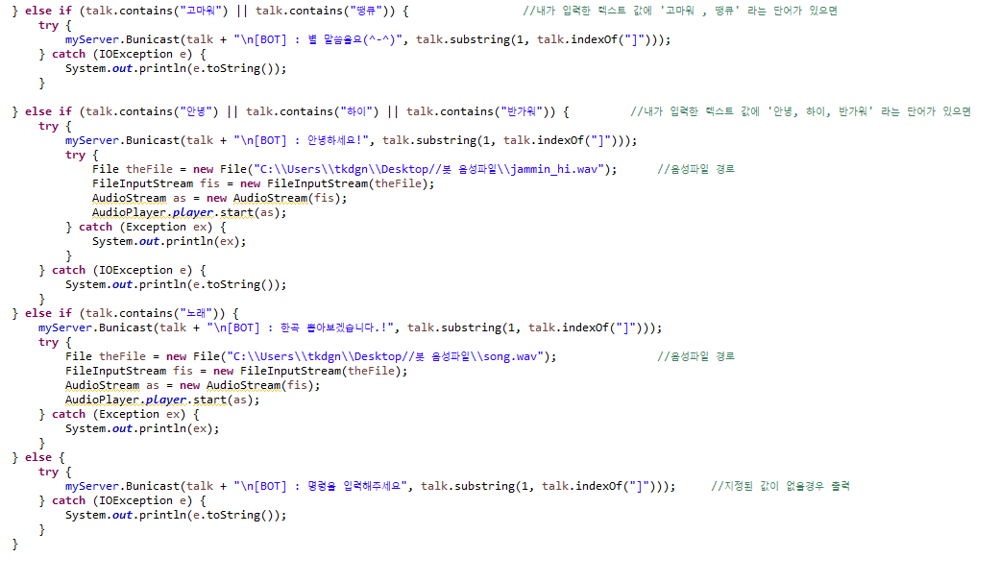 } else if (talk.contains("고마워") || talk.contains("땡큐")) { //내가 입력한 텍스트 값에 '고마워 , 땡큐' 라는 단어가 있으면
try {
myServer.Bunicast(talk + "\n[BOT] : 별 말씀을요(^-^)", talk.substring(1, talk.indexOf("]")));
} catch (IOException e) {
System.out.println(e.toString());
}
} else if (talk.contains("안녕") || talk.contains("하이") || talk.contains("반가워")) { //내가 입력한 텍스트 값에 '안녕, 하이, 반가워' 라는 단어가 있으면
try {
myServer.Bunicast(talk + "\n[BOT] : 안녕하세요!", talk.substring(1, talk.indexOf("]")));
try {
File theFile = new File("C:\\Users\\tkdgn\\Desktop//봇 음성파일\\jammin_hi.wav"); //음성파일 경로
FileInputStream fis = new FileInputStream(theFile);
AudioStream as = new AudioStream(fis);
AudioPlayer.player.start(as);
} catch (Exception ex) {
System.out.println(ex);
}
} catch (IOException e) {
System.out.println(e.toString());
}
} else if (talk.contains("노래")) {
myServer.Bunicast(talk + "\n[BOT] : 한곡 뽑아보겠습니다.!", talk.substring(1, talk.indexOf("]")));
try {
File theFile = new File("C:\\Users\\tkdgn\\Desktop//봇 음성파일\\song.wav"); //음성파일 경로
FileInputStream fis = new FileInputStream(theFile);
AudioStream as = new AudioStream(fis);
AudioPlayer.player.start(as);
} catch (Exception ex) {
System.out.println(ex);
}
} else {
try {
myServer.Bunicast(talk + "\n[BOT] : 명령을 입력해주세요", talk.substring(1, talk.indexOf("]"))); //지정된 값이 없을경우 출력
} catch (IOException e) {
System.out.println(e.toString());
}
}